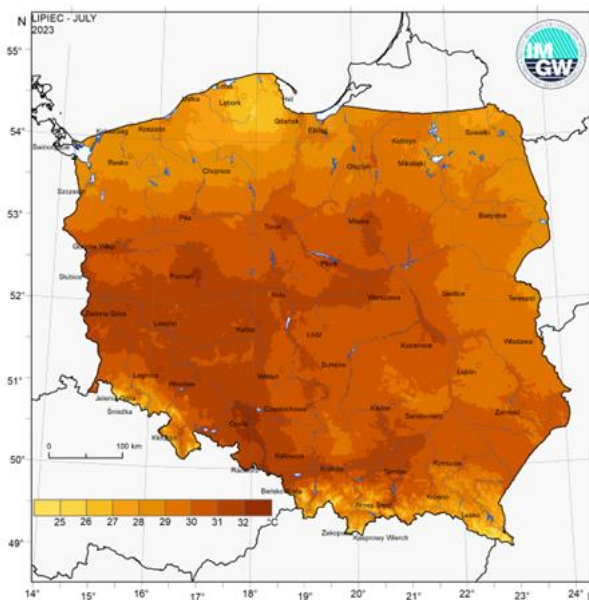 LIPIEC - JULY
2023
N
IM
GW
55°
Łeba
Ustka
Lębork
Hel
Gdańsk
Elbląg
Koszalin
Kołobrzeg
Świnoujście
Suwałki
Kętrzyn
Mikołajki
54°
Resko
Chojnice
Olsztyn
Szczecin
53°
Piła
Toruń
Mława
Białystok
Gorzów Wlkp
Słubice
Poznań
Płock
52°
Koło
Warszawa
Siedlce
Terespol
Zielona Góra
Leszno
Kalisz
Łódź
Kozienice
Włodawa
51°
Legnica
Wrocław
Wieluń
Sulejów
Lublin
Jelenia Góra
Śnieżka
Kłodzko
Opole
Częstochowa
Kielce
Sandomierz
Zamość
0 100 km
50°
Katowice
Racibórz
Kraków
Tarnów
Rzeszów
Bielsko-Biała
Nowy Sącz
Krosno
Lesko
Zakopane
Kasprowy Wierch
25 26 27 28 29 30 31 32 °C
49°
14° 15° 16° 17° 18° 19° 20° 21° 22° 23° 24°